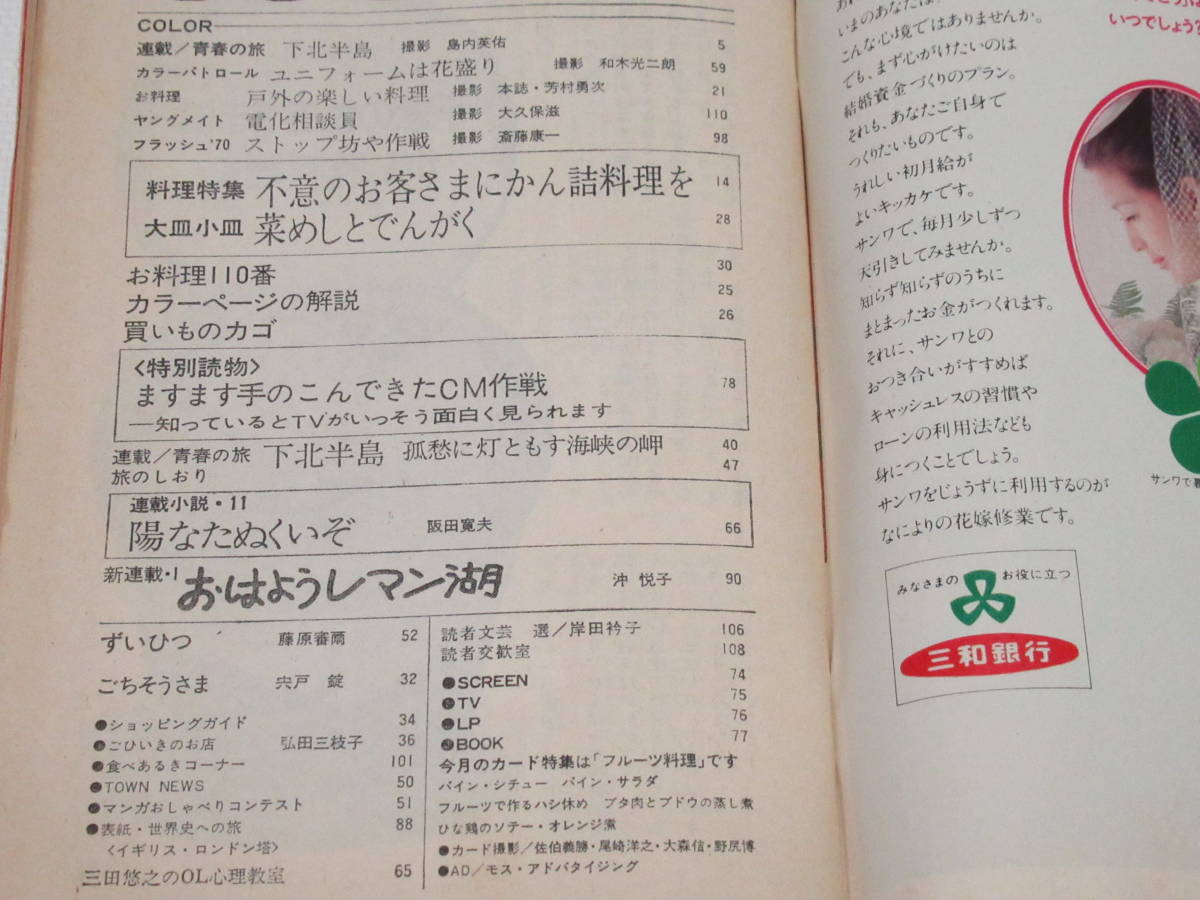 COLOR
連載/青春の旅 下北半島 撮影 島内英佑 5
カラーパトロール ユニフォームは花盛り 撮影 和木光二朗 59
お料理 戸外の楽しい料理 撮影 本誌・芳村勇次 21
ヤングメイト 電化相談員 撮影 大久保滋 110
フラッシュ'70 ストップ坊や作戦 撮影 斎藤康一 98
料理特集 不意のお客さまにかん詰料理を 14
大皿小皿 菜めしとでんがく 28
お料理110番 30
カラーページの解説 25
買いものカゴ 26
<特別読物>
ますます手のこんできたCM作戦 78
―知っているとTVがいっそう面白く見られます
連載/青春の旅 下北半島 孤愁に灯ともす海峡の岬 40
旅のしおり 47
連載小説・11
陽なたぬくいぞ 阪田寛夫 66
新連載・1 おはようレマン湖 沖 悦子 90
ずいひつ 藤原審爾 52
ごちそうさま 宍戸 錠 32
●ショッピングガイド 34
●ごひいきのお店 弘田三枝子 36
●食べあるきコーナー 101
●TOWN NEWS 50
●マンガおしゃべりコンテスト 51
●表紙・世界史への旅 88
<イギリス・ロンドン塔>
三田悠之のOL心理教室 65
読者文芸 選/岸田衿子 106
読者交歓室 108
●SCREEN 74
●TV 75
●LP 76
●BOOK 77
今月のカード特集は「フルーツ料理」です
パイン・シチュー パイン・サラダ
フルーツで作るハシ休め ブタ肉とブドウの蒸し煮
ひな鶏のソテー・オレンジ煮
●カード撮影/佐伯義勝・尾崎洋之・大森信・野尻博
●AD/モス・アドバタイジング
いまのあなたは
こんな心境ではありませんか。
でも、まず心がけたいのは
結婚資金づくりのプラン。
それも、あなたご自身で
つくりたいものです。
うれしい初月給が
よいキッカケです。
サンワで、毎月少しずつ
天引きしてみませんか。
知らず知らずのうちに
まとまったお金がつくれます。
それに、サンワとの
おつき合いがすすめば
キャッシュレスの習慣や
ローンの利用法なども
身につくことでしょう。
サンワをじょうずに利用するのが
なによりの花嫁修業です。
いつでしょう?
サンワで
みなさまの お役に立つ
三和銀行